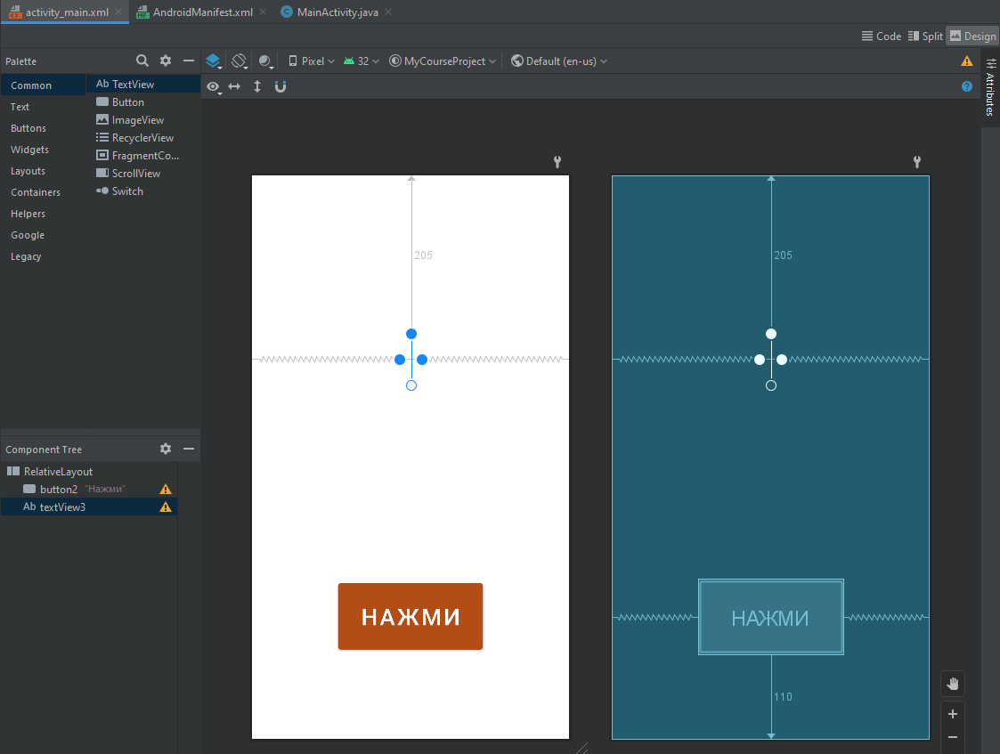 activity_main.xml AndroidManifest.xml MainActivity.java
Code Split Design
Palette Pixel 32 MyCourseProject Default (en-us)
Attributes
Common
Text
Buttons
Widgets
Layouts
Containers
Helpers
Google
Legacy
Ab TextView
Button
ImageView
RecyclerView
FragmentCo...
ScrollView
Switch
205
205
НАЖМИ
НАЖМИ
110
Component Tree
RelativeLayout
button2 "Нажми"
Ab textView3